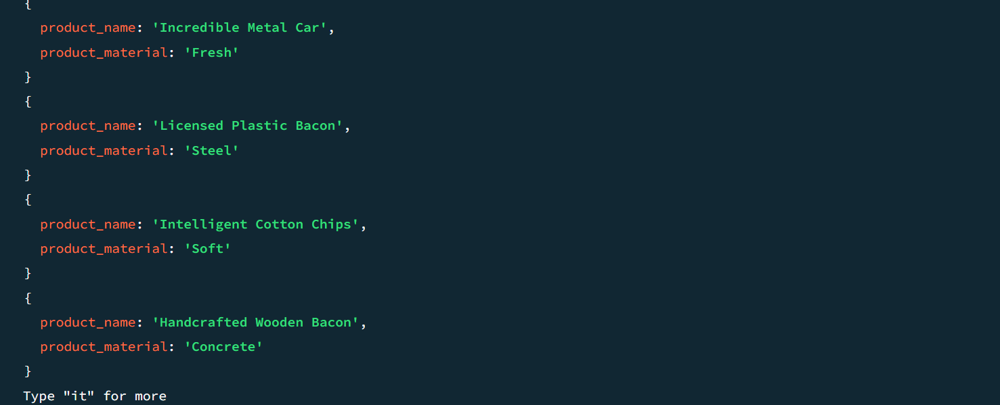 {
product_name: 'Incredible Metal Car',
product_material: 'Fresh'
}
{
product_name: 'Licensed Plastic Bacon',
product_material: 'Steel'
}
{
product_name: 'Intelligent Cotton Chips',
product_material: 'Soft'
}
{
product_name: 'Handcrafted Wooden Bacon',
product_material: 'Concrete'
}
Type "it" for more